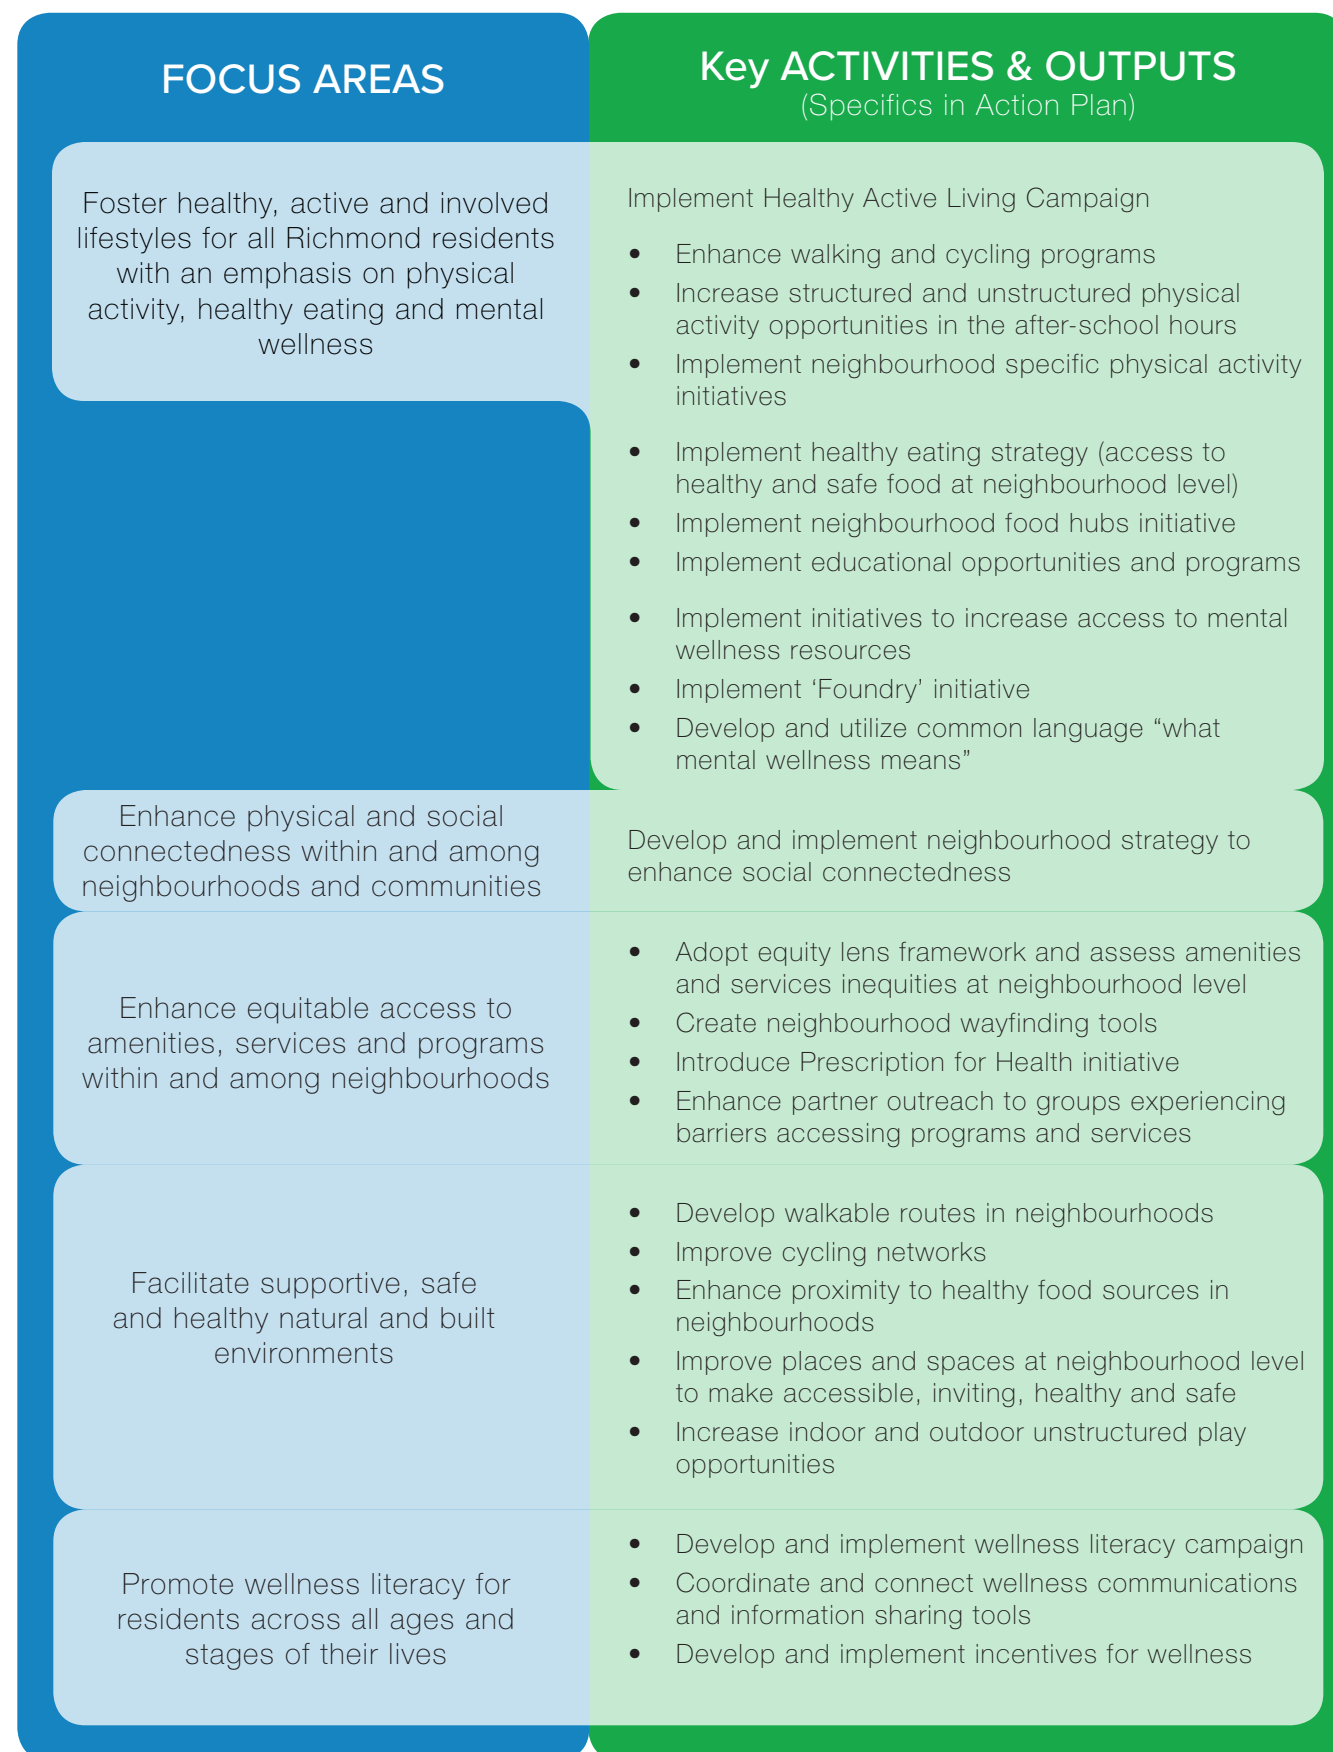 FOCUS AREAS
Key ACTIVITIES & OUTPUTS
(Specifics in Action Plan)
Foster healthy, active and involved
lifestyles for all Richmond residents
with an emphasis on physical
activity, healthy eating and mental
wellness
Implement Healthy Active Living Campaign
• Enhance walking and cycling programs
• Increase structured and unstructured physical
activity opportunities in the after-school hours
• Implement neighbourhood specific physical activity
initiatives
• Implement healthy eating strategy (access to
healthy and safe food at neighbourhood level)
• Implement neighbourhood food hubs initiative
• Implement educational opportunities and programs
• Implement initiatives to increase access to mental
wellness resources
• Implement ‘Foundry’ initiative
• Develop and utilize common language “what
mental wellness means”
Enhance physical and social
connectedness within and among
neighbourhoods and communities
Develop and implement neighbourhood strategy to
enhance social connectedness
Enhance equitable access to
amenities, services and programs
within and among neighbourhoods
• Adopt equity lens framework and assess amenities
and services inequities at neighbourhood level
• Create neighbourhood wayfinding tools
• Introduce Prescription for Health initiative
• Enhance partner outreach to groups experiencing
barriers accessing programs and services
Facilitate supportive, safe
and healthy natural and built
environments
• Develop walkable routes in neighbourhoods
• Improve cycling networks
• Enhance proximity to healthy food sources in
neighbourhoods
• Improve places and spaces at neighbourhood level
to make accessible, inviting, healthy and safe
• Increase indoor and outdoor unstructured play
opportunities
Promote wellness literacy for
residents across all ages and
stages of their lives
• Develop and implement wellness literacy campaign
• Coordinate and connect wellness communications
and information sharing tools
• Develop and implement incentives for wellness